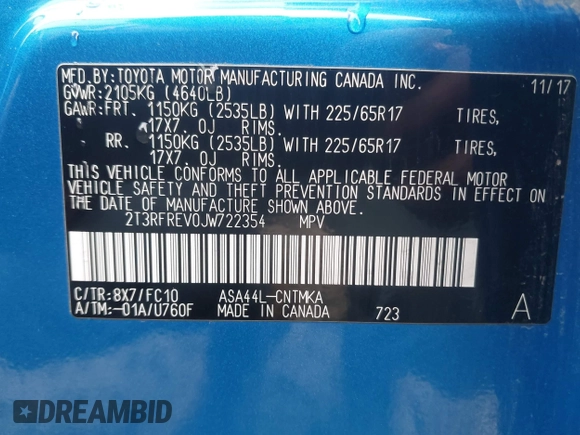 MFD.BY:TOYOTA MOTOR MANUFACTURING CANADA INC. 11/17
GVWR:2105KG (4640LB)
GAWR:FRT. 1150KG (2535LB) WITH 225/65R17 TIRES,
17X7.0J RIMS.
RR. 1150KG (2535LB) WITH 225/65R17 TIRES,
17X7.0J RIMS.
THIS VEHICLE CONFORMS TO ALL APPLICABLE FEDERAL MOTOR
VEHICLE SAFETY AND THEFT PREVENTION STANDARDS IN EFFECT ON
THE DATE OF MANUFACTURE SHOWN ABOVE.
2T3RFREV0JW722354 MPV
C/TR:8X7/FC10 ASA44L-CNTMKA
A/TM:-01A/U760F MADE IN CANADA 723 A
DREAMBID